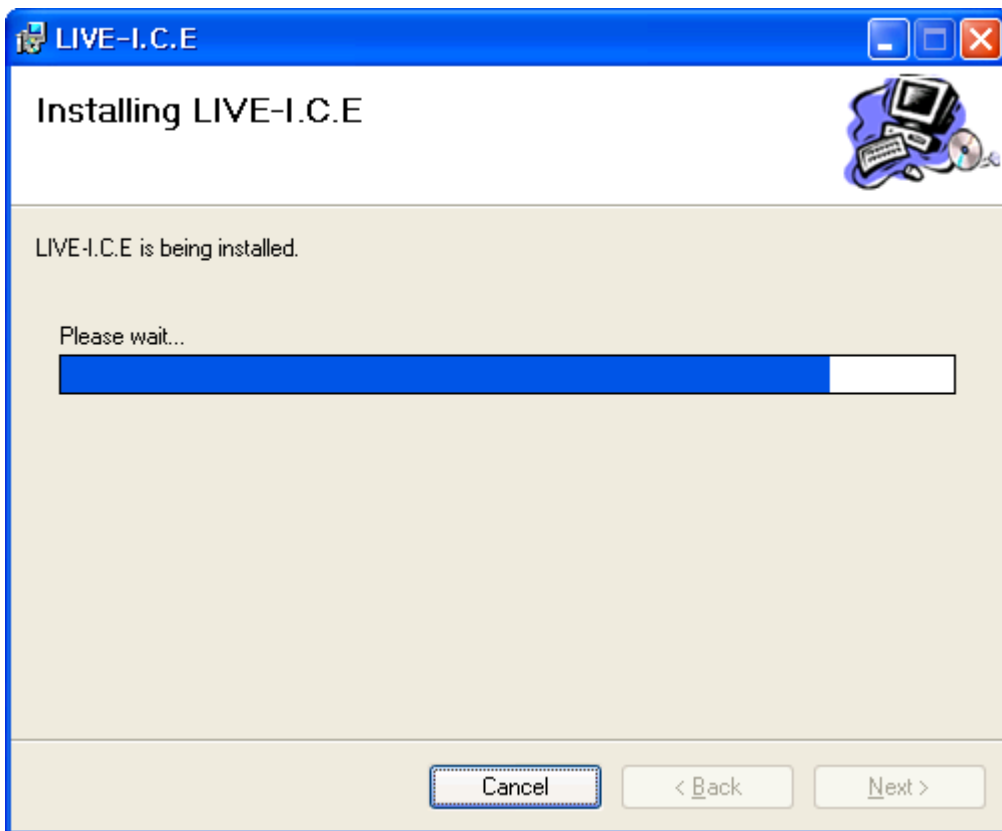 LIVE-I.C.E
Installing LIVE-I.C.E
LIVE-I.C.E is being installed.
Please wait...
Cancel
< Back
Next >